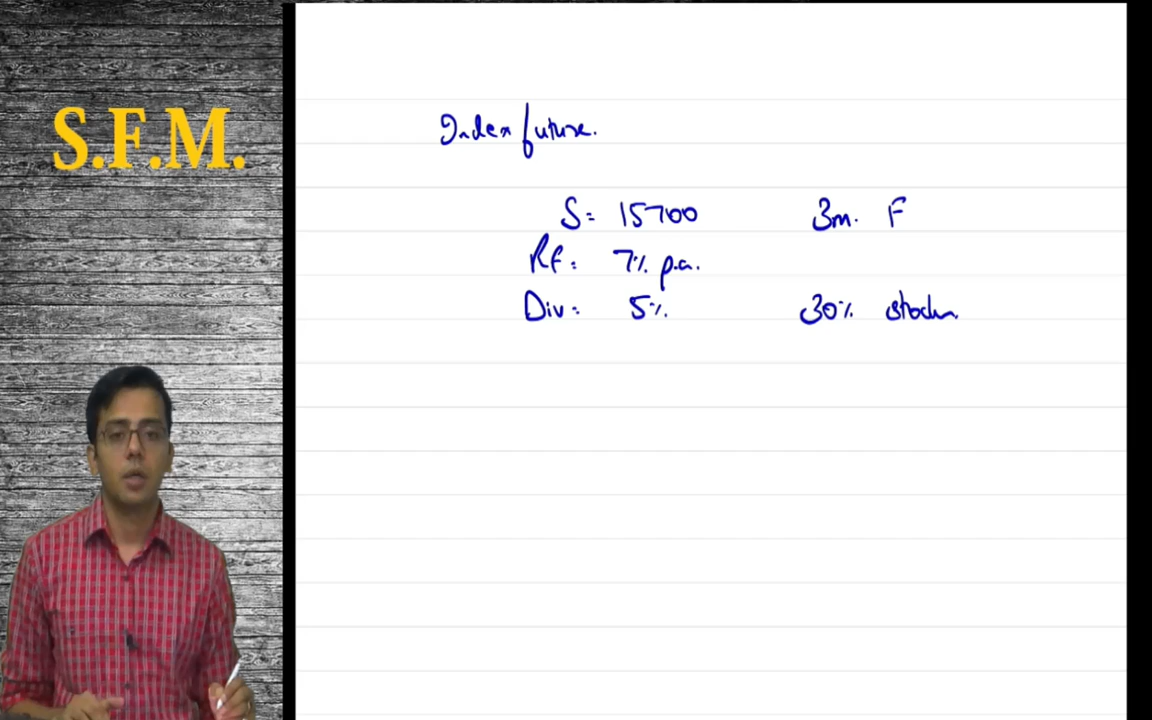 S.F.M.
Index future.
S= 15700 3m. F
Rf: 7% p.a.
Div= 5% 30% stocks